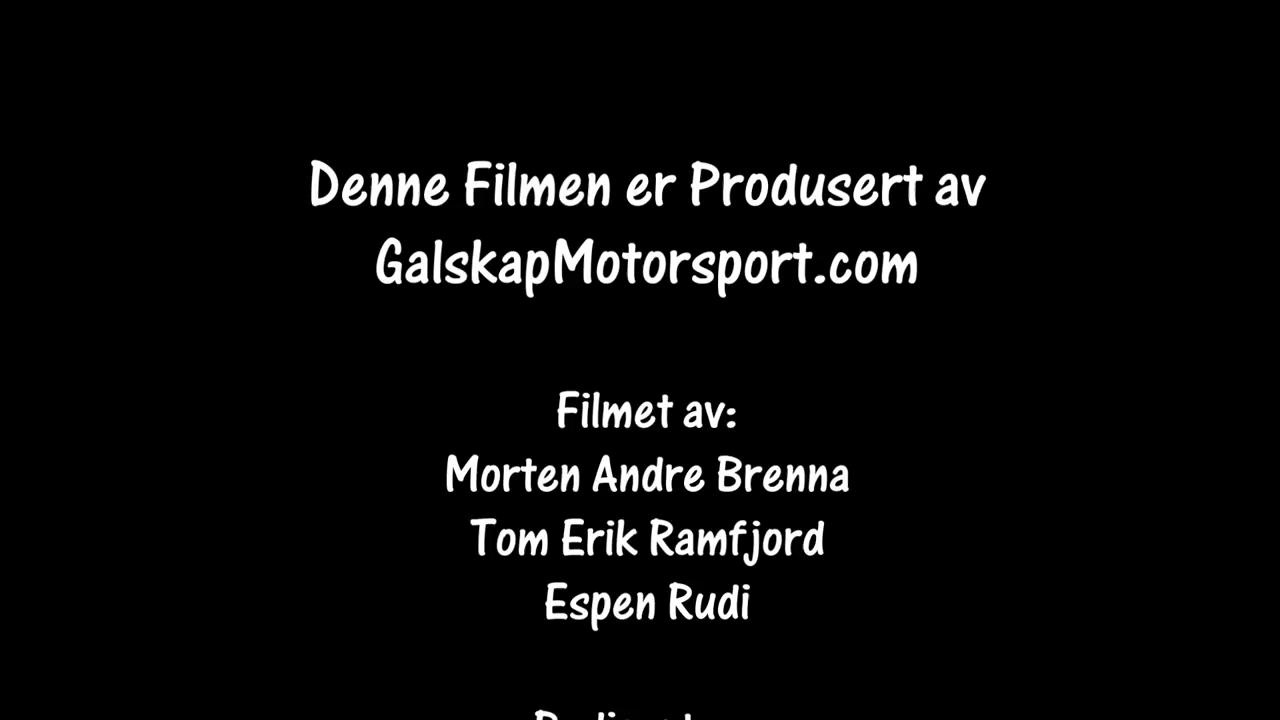 Denne Filmen er Produsert av
GalskapMotorsport.com
Filmet av:
Morten Andre Brenna
Tom Erik Ramfjord
Espen Rudi